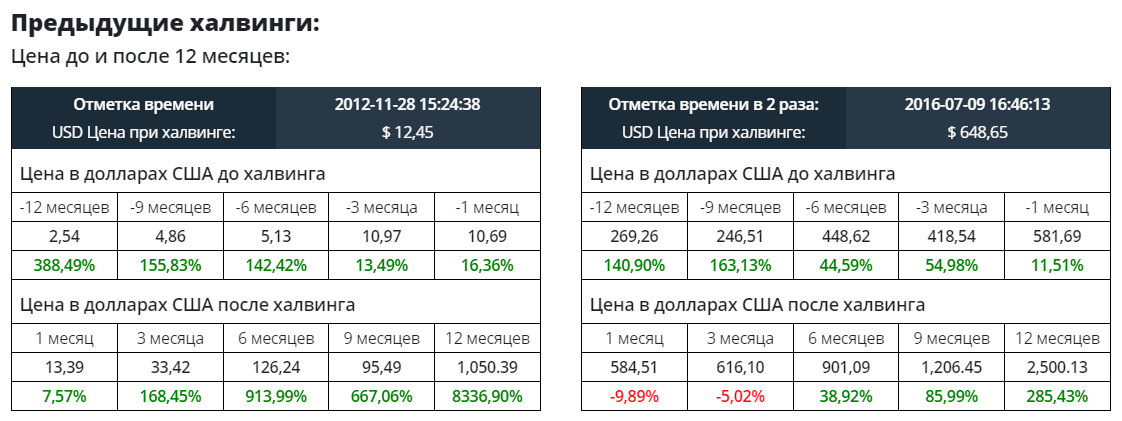 Предыдущие халвинги:
Цена до и после 12 месяцев:
Отметка времени 2012-11-28 15:24:38
USD Цена при халвинге: $ 12,45
Цена в долларах США до халвинга
-12 месяцев -9 месяцев -6 месяцев -3 месяца -1 месяц
2,54 4,86 5,13 10,97 10,69
388,49% 155,83% 142,42% 13,49% 16,36%
Цена в долларах США после халвинга
1 месяц 3 месяца 6 месяцев 9 месяцев 12 месяцев
13,39 33,42 126,24 95,49 1,050.39
7,57% 168,45% 913,99% 667,06% 8336,90%
Отметка времени в 2 раза: 2016-07-09 16:46:13
USD Цена при халвинге: $ 648,65
Цена в долларах США до халвинга
-12 месяцев -9 месяцев -6 месяцев -3 месяца -1 месяц
269,26 246,51 448,62 418,54 581,69
140,90% 163,13% 44,59% 54,98% 11,51%
Цена в долларах США после халвинга
1 месяц 3 месяца 6 месяцев 9 месяцев 12 месяцев
584,51 616,10 901,09 1,206.45 2,500.13
-9,89% -5,02% 38,92% 85,99% 285,43%